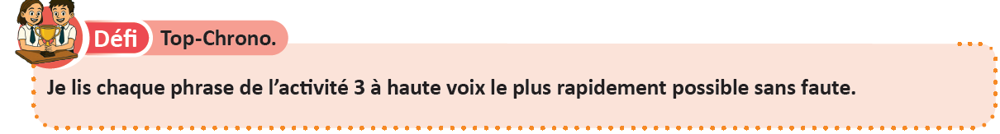 Défi Top-Chrono.
Je lis chaque phrase de l’activité 3 à haute voix le plus rapidement possible sans faute.